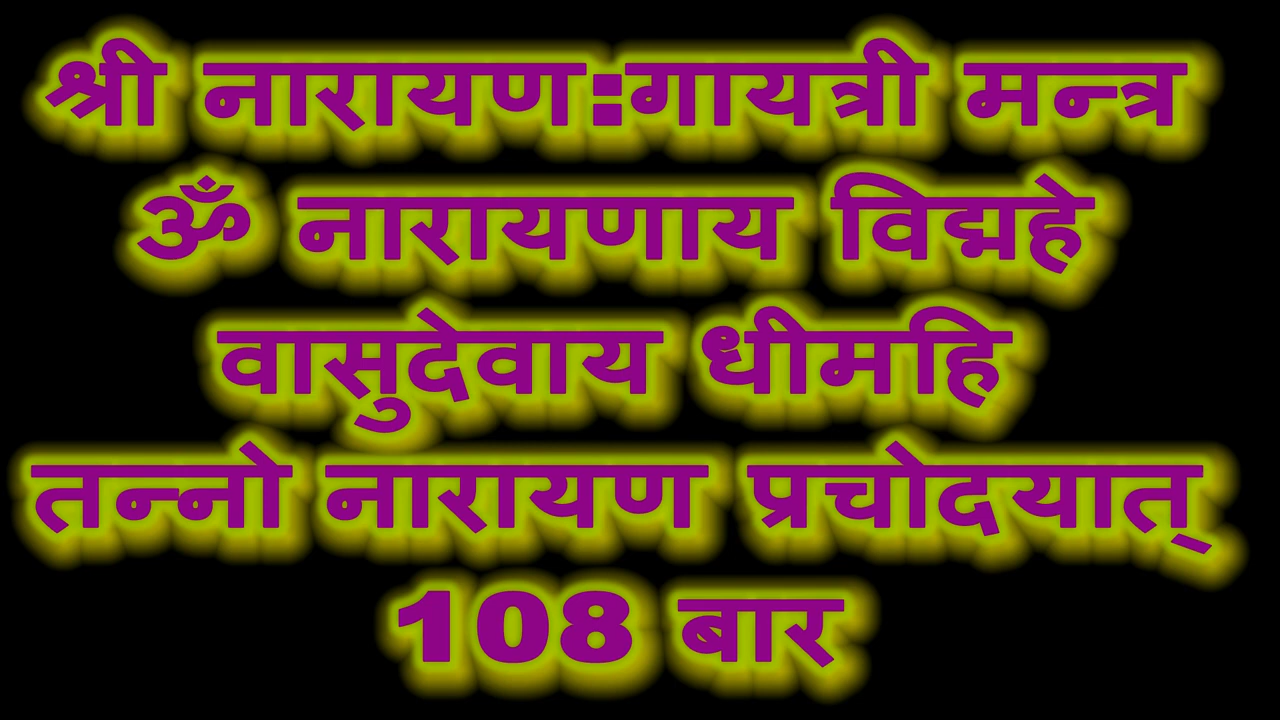 श्री नारायण:गायत्री मन्त्र
ॐ नारायणाय विद्महे
वासुदेवाय धीमहि
तन्नो नारायण प्रचोदयात्
108 बार